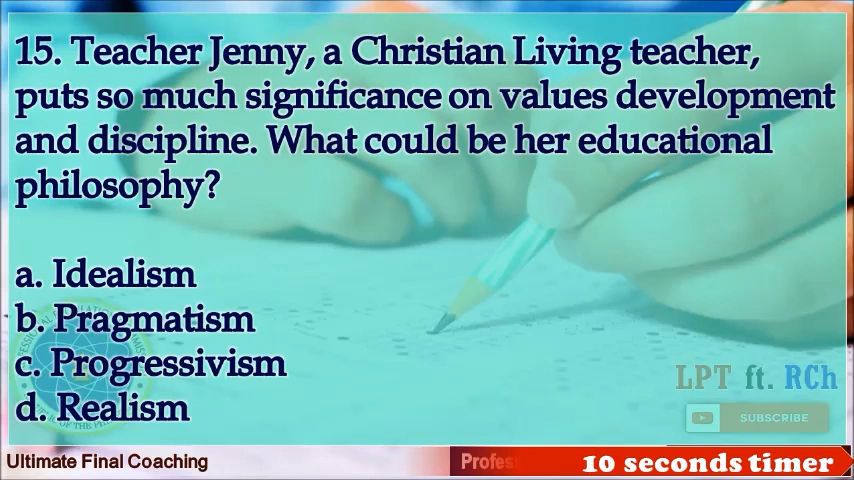 15. Teacher Jenny, a Christian Living teacher,
puts so much significance on values development
and discipline. What could be her educational
philosophy?
a. Idealism
b. Pragmatism
c. Progressivism
d. Realism
LPT ft. RCh
SUBSCRIBE
Ultimate Final Coaching
10 seconds timer